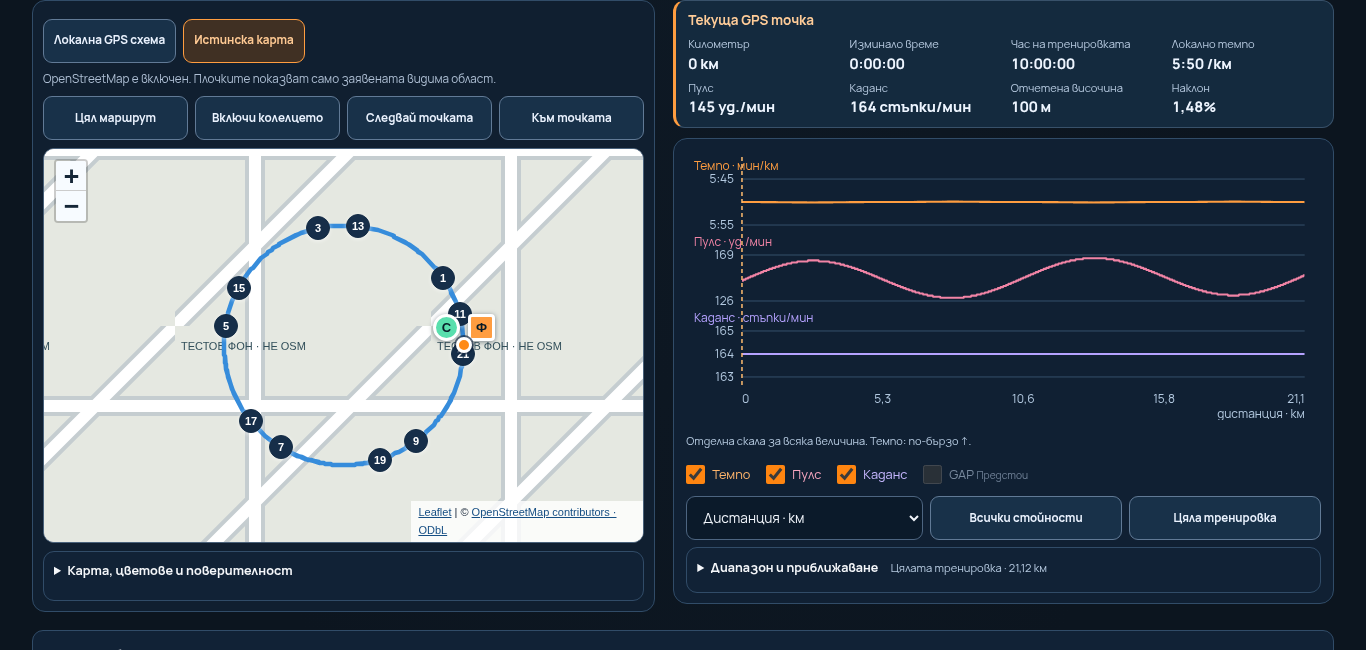 Локална GPS схема
Истинска карта
OpenStreetMap е включен. Плочките показват само заявената видима област.
Цял маршрут
Включи колелцето
Следвай точката
Към точката
+
−
3
13
1
15
11
5
С
Ф
М
ТЕСТОВ ФОН · НЕ OSM
ТЕСТОВ ФОН · НЕ OSM
21
17
7
9
19
Leaflet | © OpenStreetMap contributors ·
ODbL
Карта, цветове и поверителност
Текуща GPS точка
Километър
Изминало време
Час на тренировката
Локално темпо
0 км
0:00:00
10:00:00
5:50 /км
Пулс
Каданс
Отчетена височина
Наклон
145 уд./мин
164 стъпки/мин
100 м
1,48%
Темпо · мин/км
5:45
5:55
Пулс · уд./мин
169
126
Каданс · стъпки/мин
165
164
163
0
5,3
10,6
15,8
21,1
дистанция · км
Отделна скала за всяка величина. Темпо: по-бързо ↑.
Темпо
Пулс
Каданс
GAP Предстои
Дистанция · км
Всички стойности
Цяла тренировка
Диапазон и приближаване
Цялата тренировка · 21,12 км